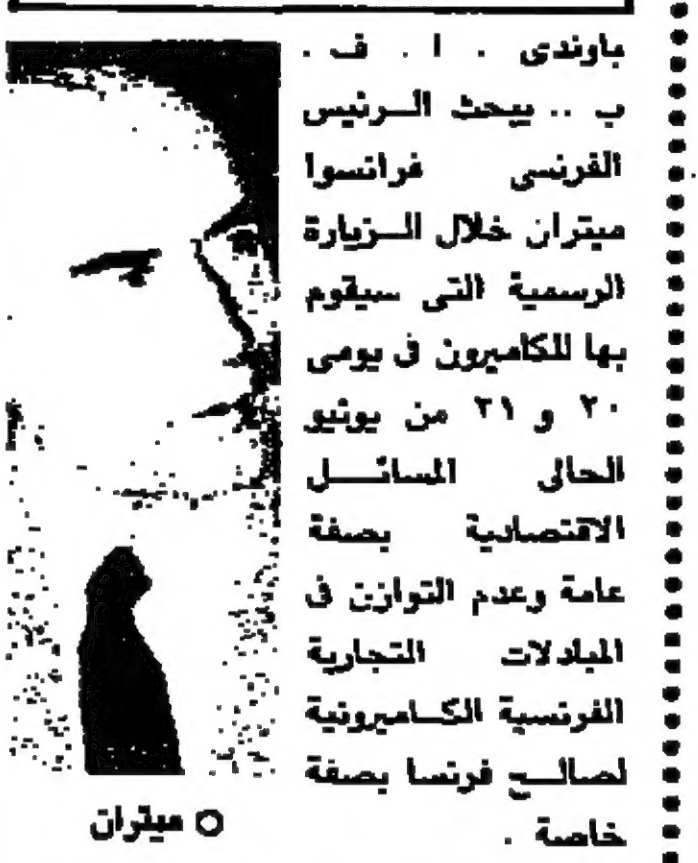 ياوندى . ا . ف .
ب .. يبحث الرئيس
الفرنسى فرانسوا
ميتران خلال الزيارة
الرسمية التى سيقوم
بها للكاميرون فى يومى
٢٠ و ٢١ من يونيو
الحالى المسائل
الاقتصادية بصفة
عامة وعدم التوازن فى
المبادلات التجارية
الفرنسية الكاميرونية
لصالح فرنسا بصفة
خاصة .
○ ميتران